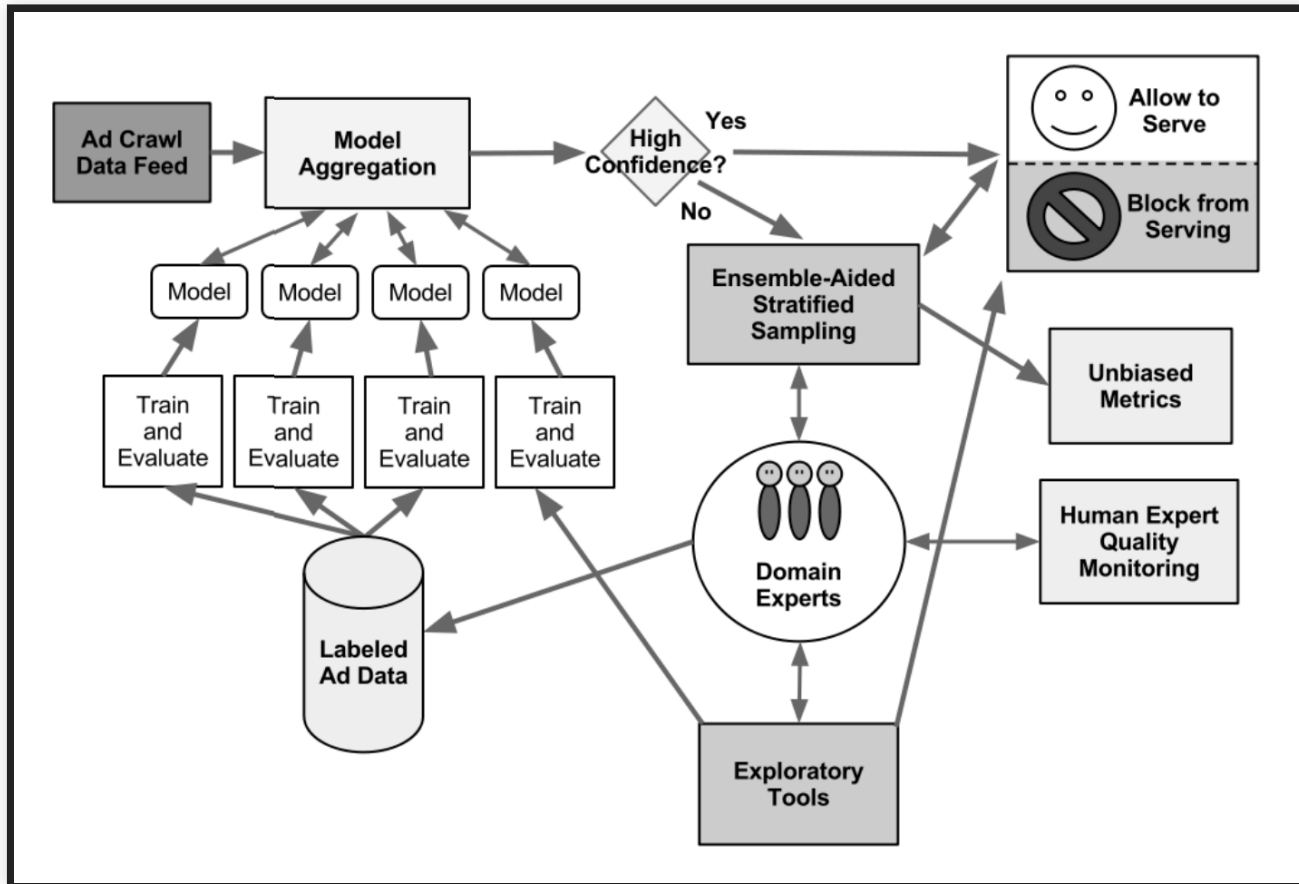 Ad Crawl
Data Feed
Model
Aggregation
High
Confidence?
Yes
No
Allow to
Serve
Block from
Serving
Model
Model
Model
Model
Ensemble-Aided
Stratified
Sampling
Unbiased
Metrics
Train
and
Evaluate
Train
and
Evaluate
Train
and
Evaluate
Train
and
Evaluate
Domain
Experts
Human Expert
Quality
Monitoring
Labeled
Ad Data
Exploratory
Tools